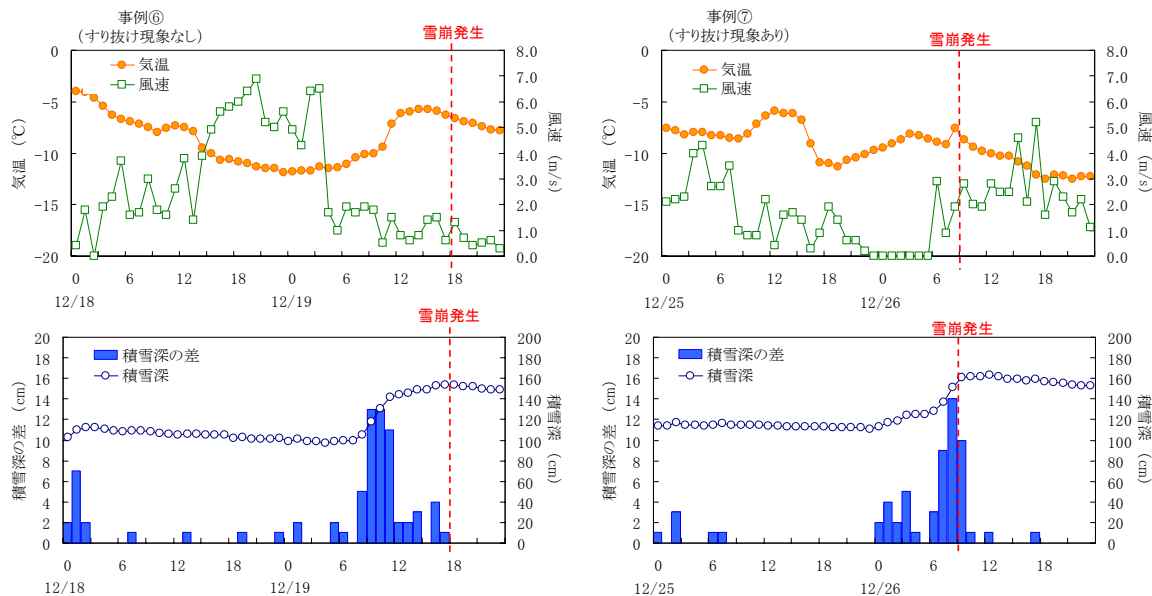 事例⑥
(すり抜け現象なし)
雪崩発生
0
-5
-10
-15
-20
気温 (℃)
気温
風速
8.0
7.0
6.0
5.0
4.0
3.0
2.0
1.0
0.0
風速 (m/s)
0 6 12 18 0 6 12 18
12/18 12/19
事例⑦
(すり抜け現象あり)
雪崩発生
0
-5
-10
-15
-20
気温 (℃)
気温
風速
8.0
7.0
6.0
5.0
4.0
3.0
2.0
1.0
0.0
風速 (m/s)
0 6 12 18 0 6 12 18
12/25 12/26
雪崩発生
20
18
16
14
12
10
8
6
4
2
0
積雪深の差 (cm)
積雪深の差
積雪深
200
180
160
140
120
100
80
60
40
20
0
積雪深 (cm)
0 6 12 18 0 6 12 18
12/18 12/19
雪崩発生
20
18
16
14
12
10
8
6
4
2
0
積雪深の差 (cm)
積雪深の差
積雪深
200
180
160
140
120
100
80
60
40
20
0
積雪深 (cm)
0 6 12 18 0 6 12 18
12/25 12/26